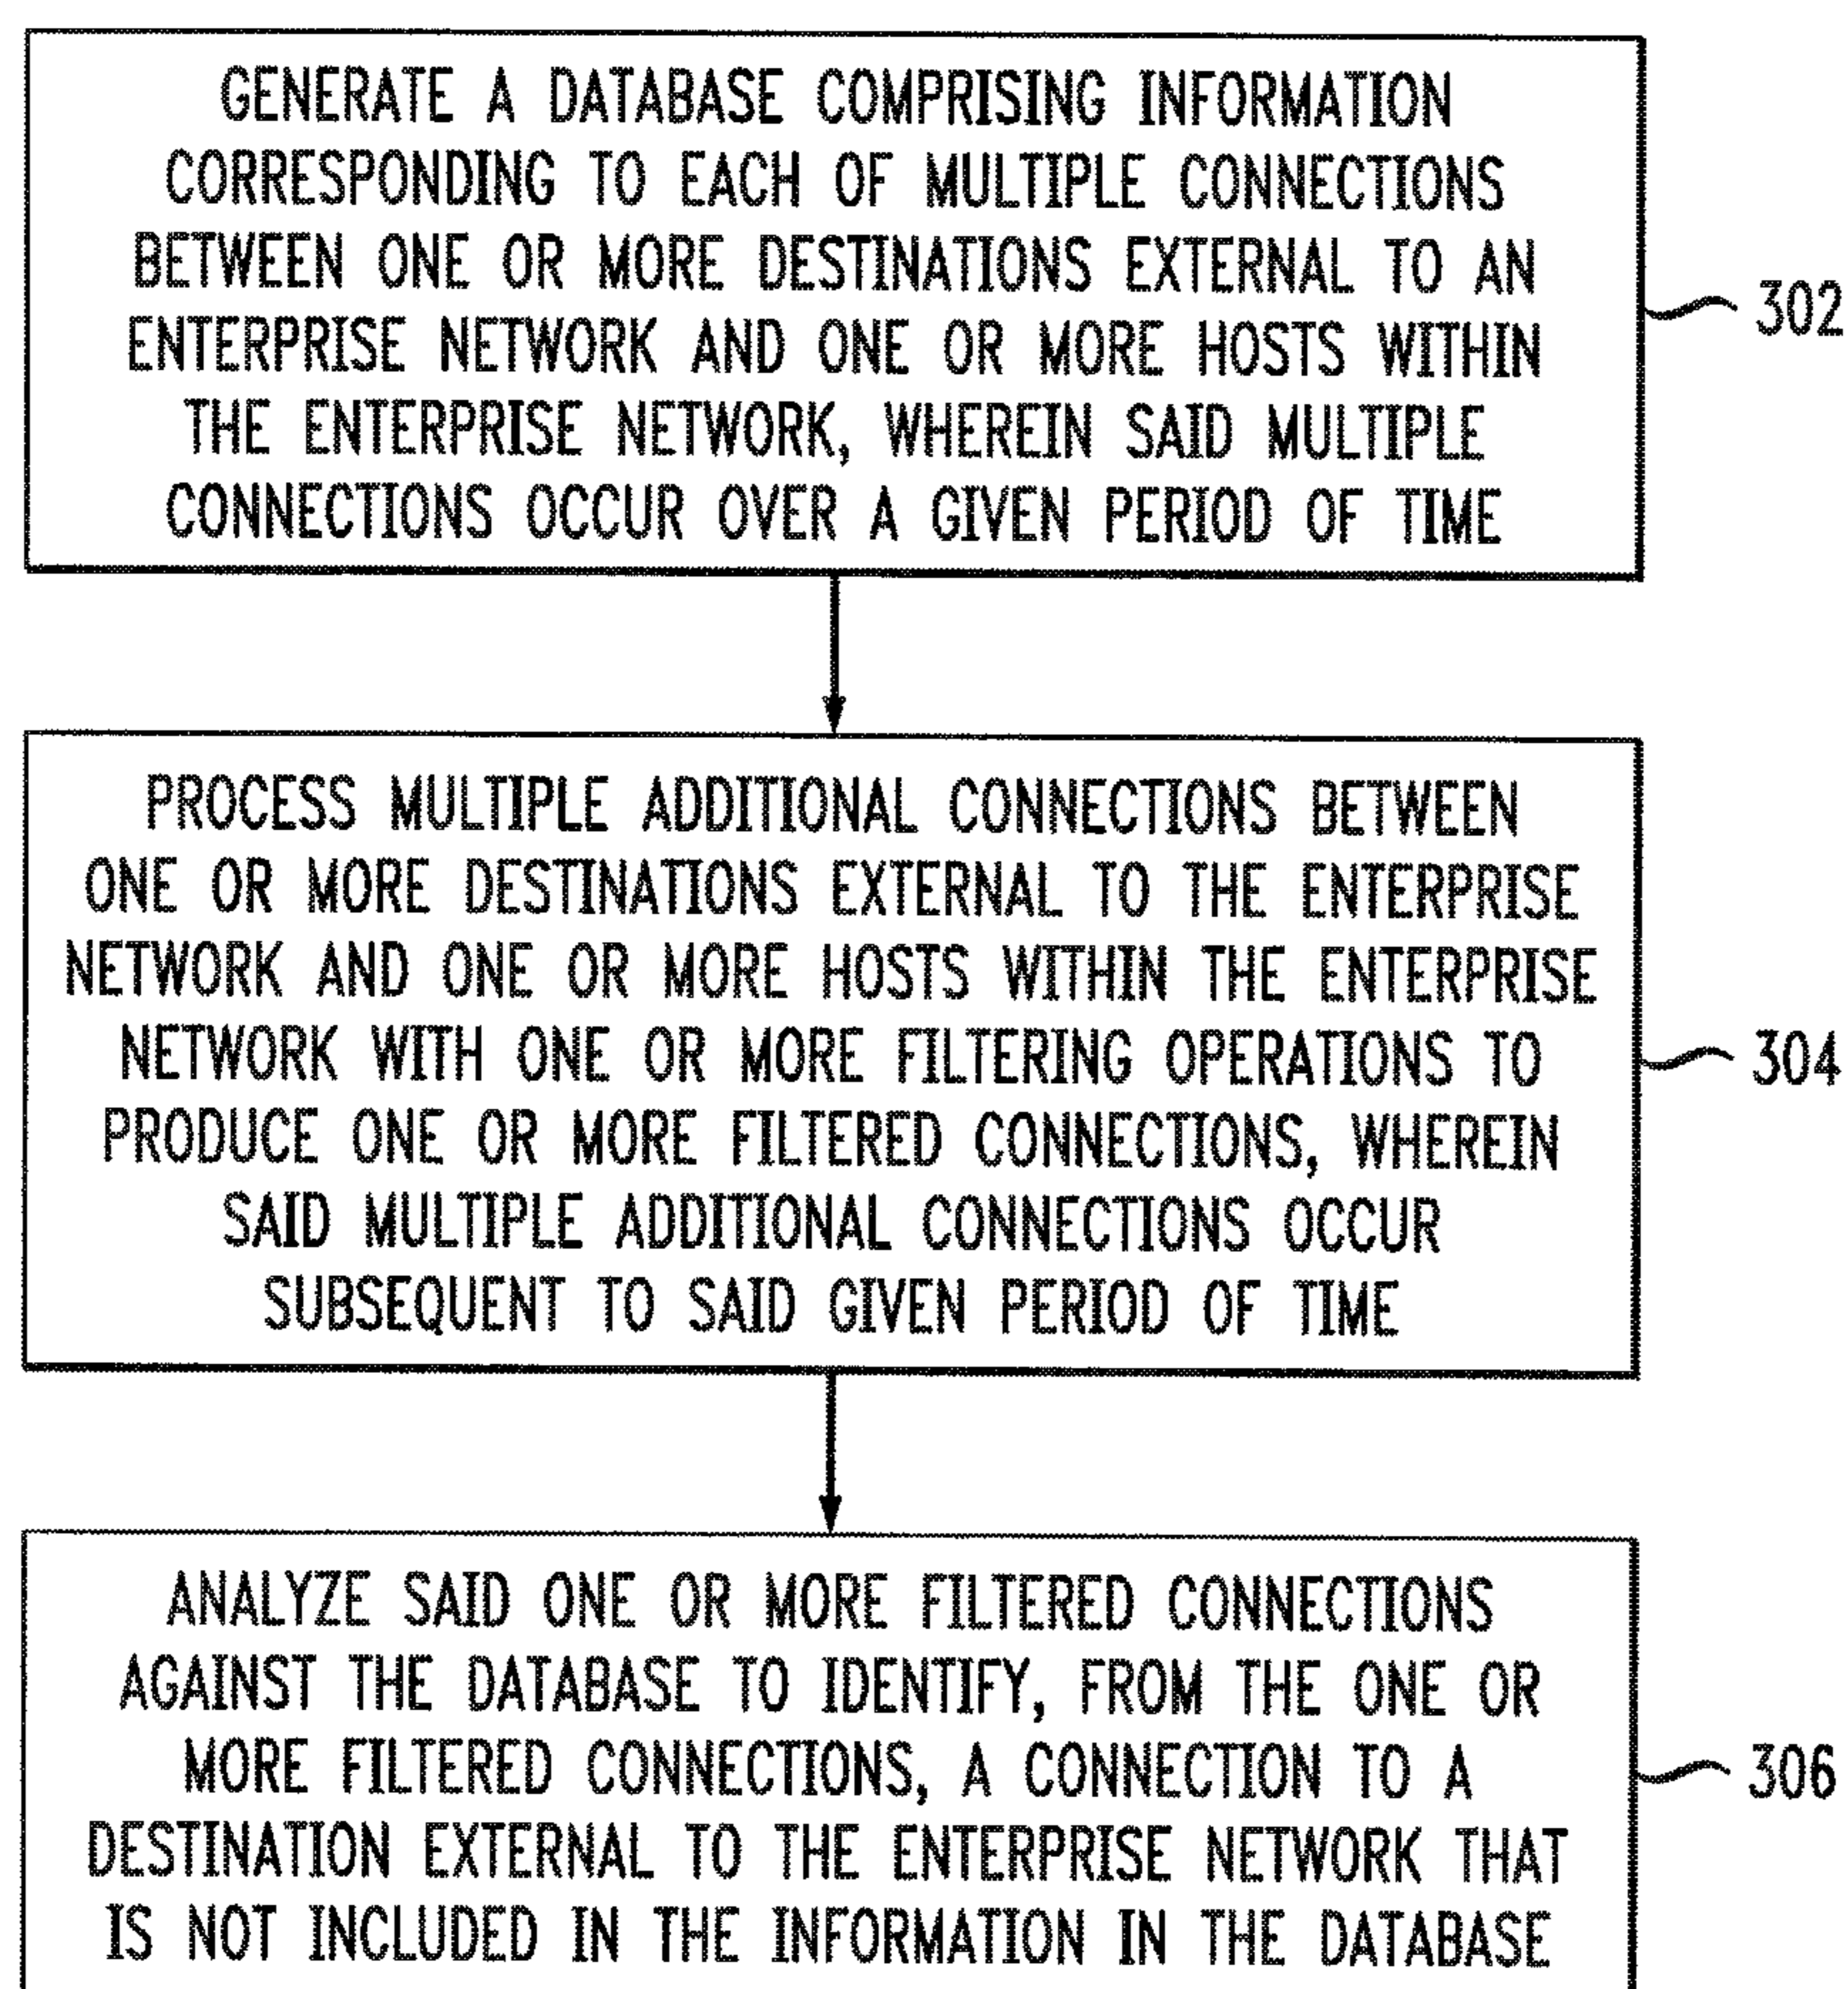 GENERATE A DATABASE COMPRISING INFORMATION
CORRESPONDING TO EACH OF MULTIPLE CONNECTIONS
BETWEEN ONE OR MORE DESTINATIONS EXTERNAL TO AN
ENTERPRISE NETWORK AND ONE OR MORE HOSTS WITHIN
THE ENTERPRISE NETWORK, WHEREIN SAID MULTIPLE
CONNECTIONS OCCUR OVER A GIVEN PERIOD OF TIME
302
PROCESS MULTIPLE ADDITIONAL CONNECTIONS BETWEEN
ONE OR MORE DESTINATIONS EXTERNAL TO THE ENTERPRISE
NETWORK AND ONE OR MORE HOSTS WITHIN THE ENTERPRISE
NETWORK WITH ONE OR MORE FILTERING OPERATIONS TO
PRODUCE ONE OR MORE FILTERED CONNECTIONS, WHEREIN
SAID MULTIPLE ADDITIONAL CONNECTIONS OCCUR
SUBSEQUENT TO SAID GIVEN PERIOD OF TIME
304
ANALYZE SAID ONE OR MORE FILTERED CONNECTIONS
AGAINST THE DATABASE TO IDENTIFY, FROM THE ONE OR
MORE FILTERED CONNECTIONS, A CONNECTION TO A
DESTINATION EXTERNAL TO THE ENTERPRISE NETWORK THAT
IS NOT INCLUDED IN THE INFORMATION IN THE DATABASE
306